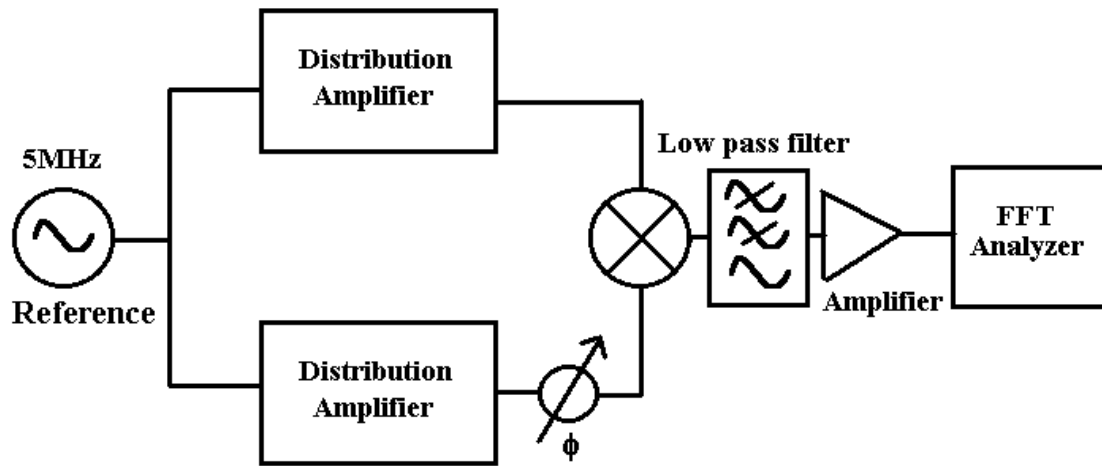 Distribution
Amplifier
5MHz
Reference
Low pass filter
FFT
Analyzer
Amplifier
Distribution
Amplifier
ϕ